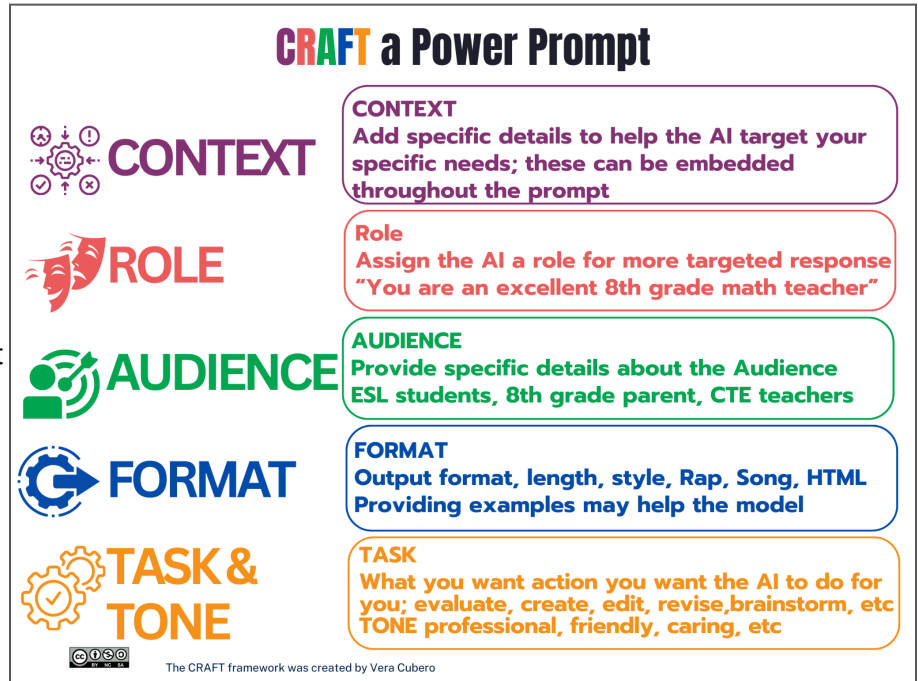 CRAFT a Power Prompt
CONTEXT
CONTEXT
Add specific details to help the AI target your
specific needs; these can be embedded
throughout the prompt
ROLE
Role
Assign the AI a role for more targeted response
“You are an excellent 8th grade math teacher”
AUDIENCE
AUDIENCE
Provide specific details about the Audience
ESL students, 8th grade parent, CTE teachers
FORMAT
FORMAT
Output format, length, style, Rap, Song, HTML
Providing examples may help the model
TASK &
TONE
TASK
What you want action you want the AI to do for
you; evaluate, create, edit, revise,brainstorm, etc
TONE professional, friendly, caring, etc
cc
BY NC SA
The CRAFT framework was created by Vera Cubero